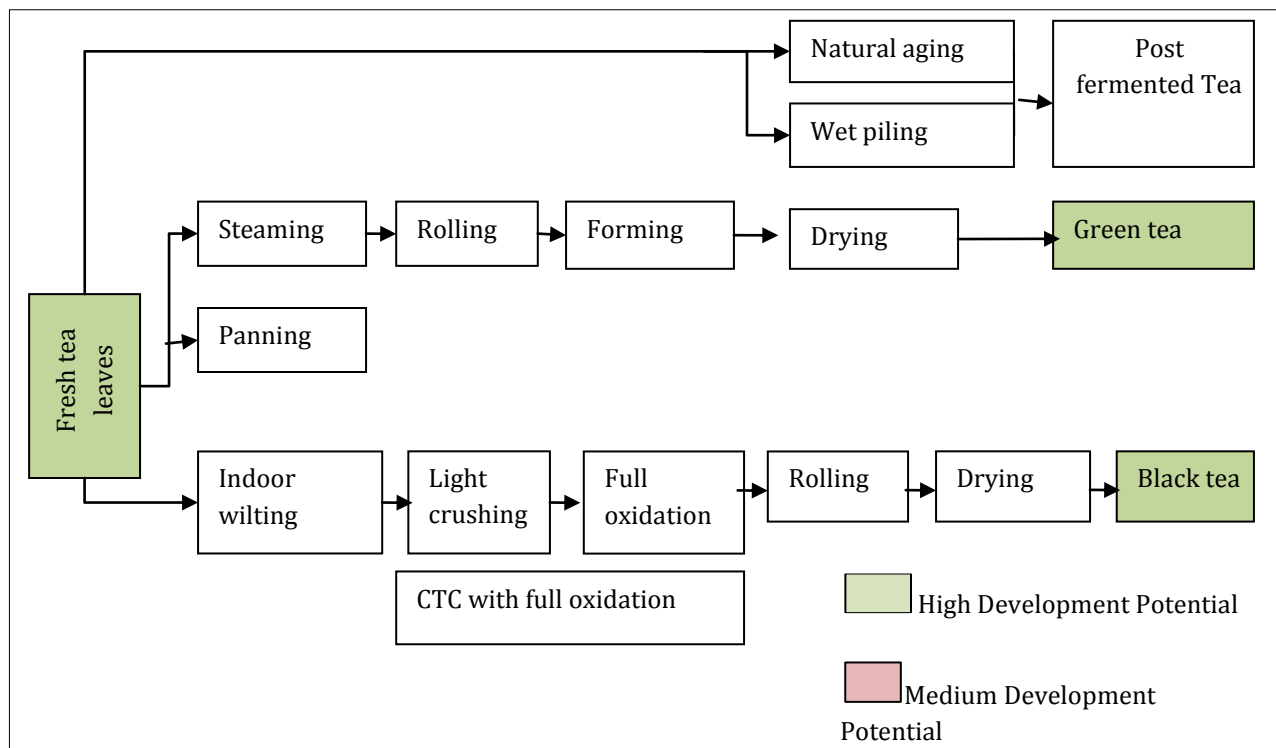 Natural aging
Post
fermented Tea
Wet piling
Steaming
Rolling
Forming
Drying
Green tea
Fresh tea
leaves
Panning
Indoor
wilting
Light
crushing
Full
oxidation
Rolling
Drying
Black tea
CTC with full oxidation
High Development Potential
Medium Development
Potential